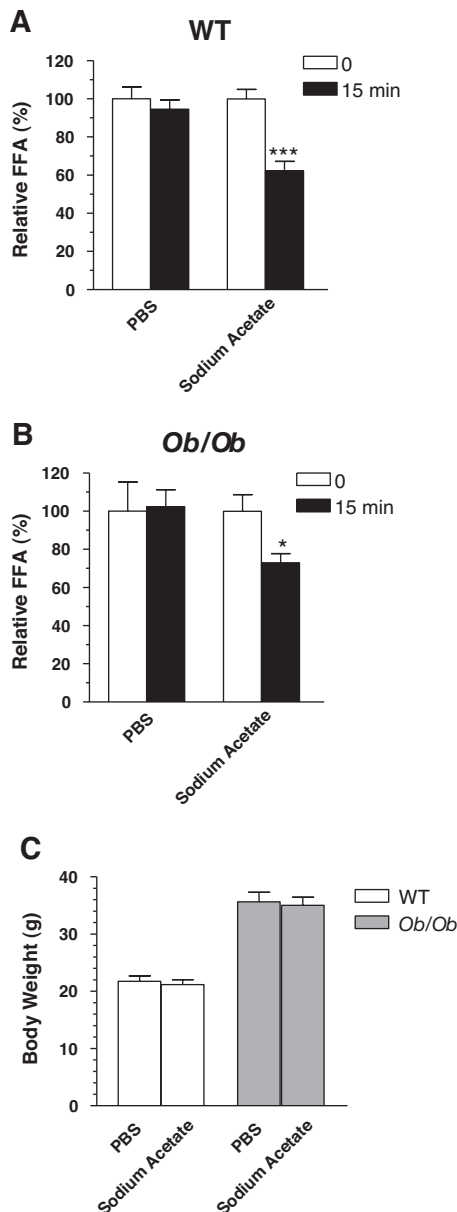 A
WT
Relative FFA (%)
120
100
80
60
40
20
0
0
15 min
***
PBS
Sodium Acetate
B
Ob/Ob
Relative FFA (%)
120
100
80
60
40
20
0
0
15 min
*
PBS
Sodium Acetate
C
Body Weight (g)
40
30
20
10
0
WT
Ob/Ob
PBS
Sodium Acetate
PBS
Sodium Acetate